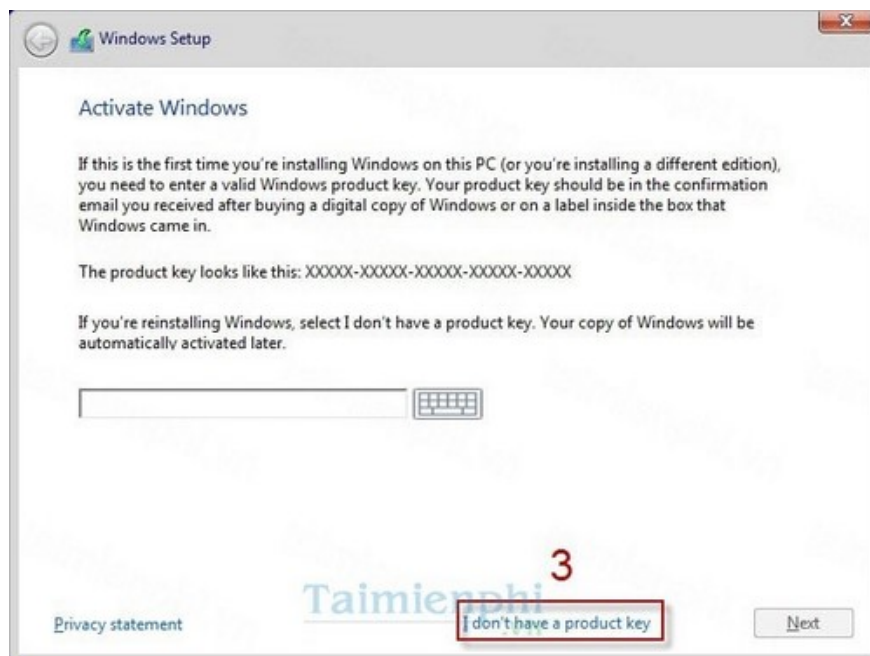 Windows Setup
Activate Windows
If this is the first time you're installing Windows on this PC (or you're installing a different edition),
you need to enter a valid Windows product key. Your product key should be in the confirmation
email you received after buying a digital copy of Windows or on a label inside the box that
Windows came in.
The product key looks like this: XXXXX-XXXXX-XXXXX-XXXXX-XXXXX
If you're reinstalling Windows, select I don't have a product key. Your copy of Windows will be
automatically activated later.
3
Taimienphi
.vn
Privacy statement
I don't have a product key
Next